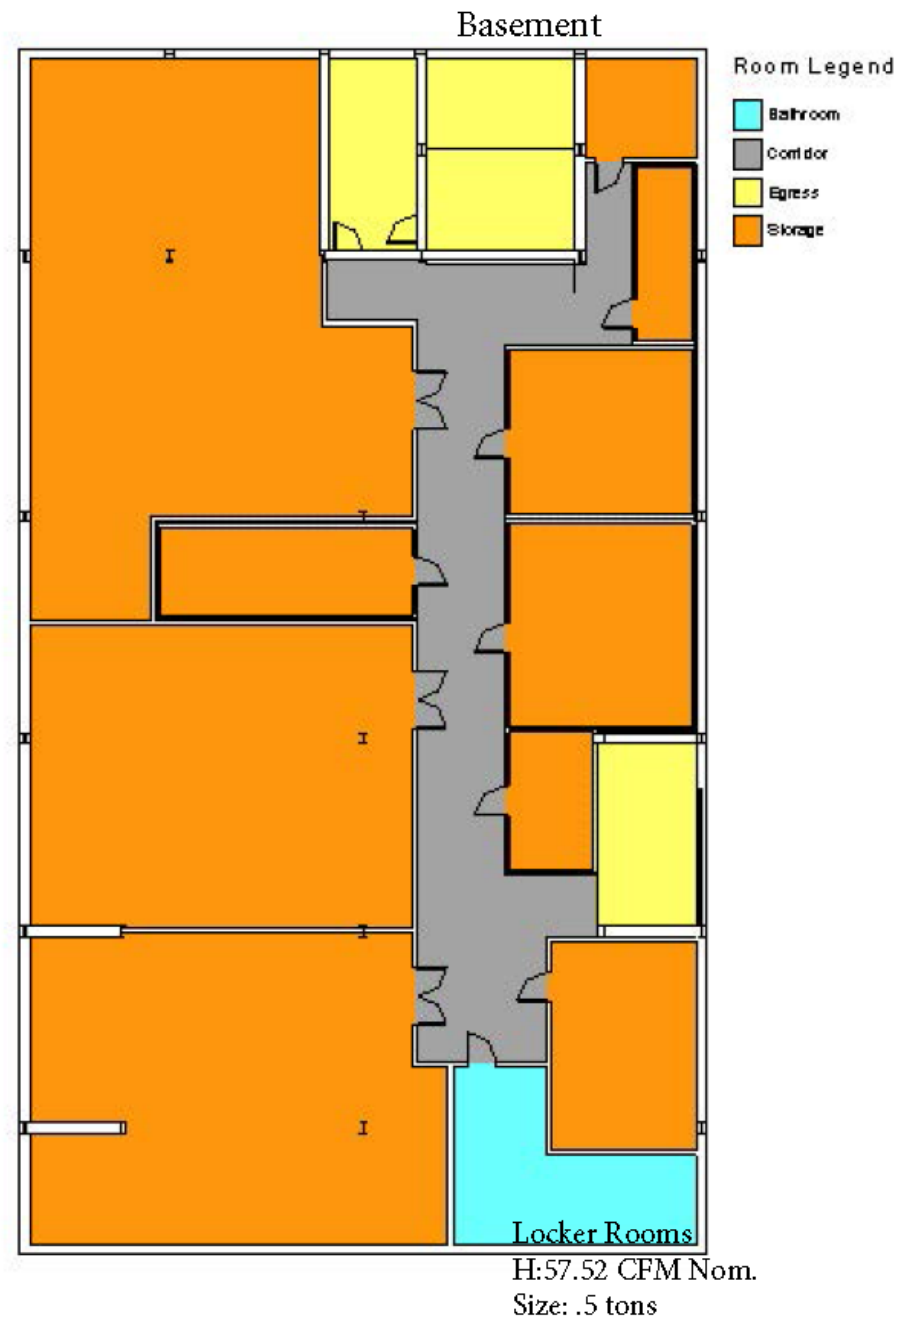 Basement
Room Legend
Bathroom
Corridor
Egress
Storage
Locker Rooms
H:57.52 CFM Nom.
Size: .5 tons